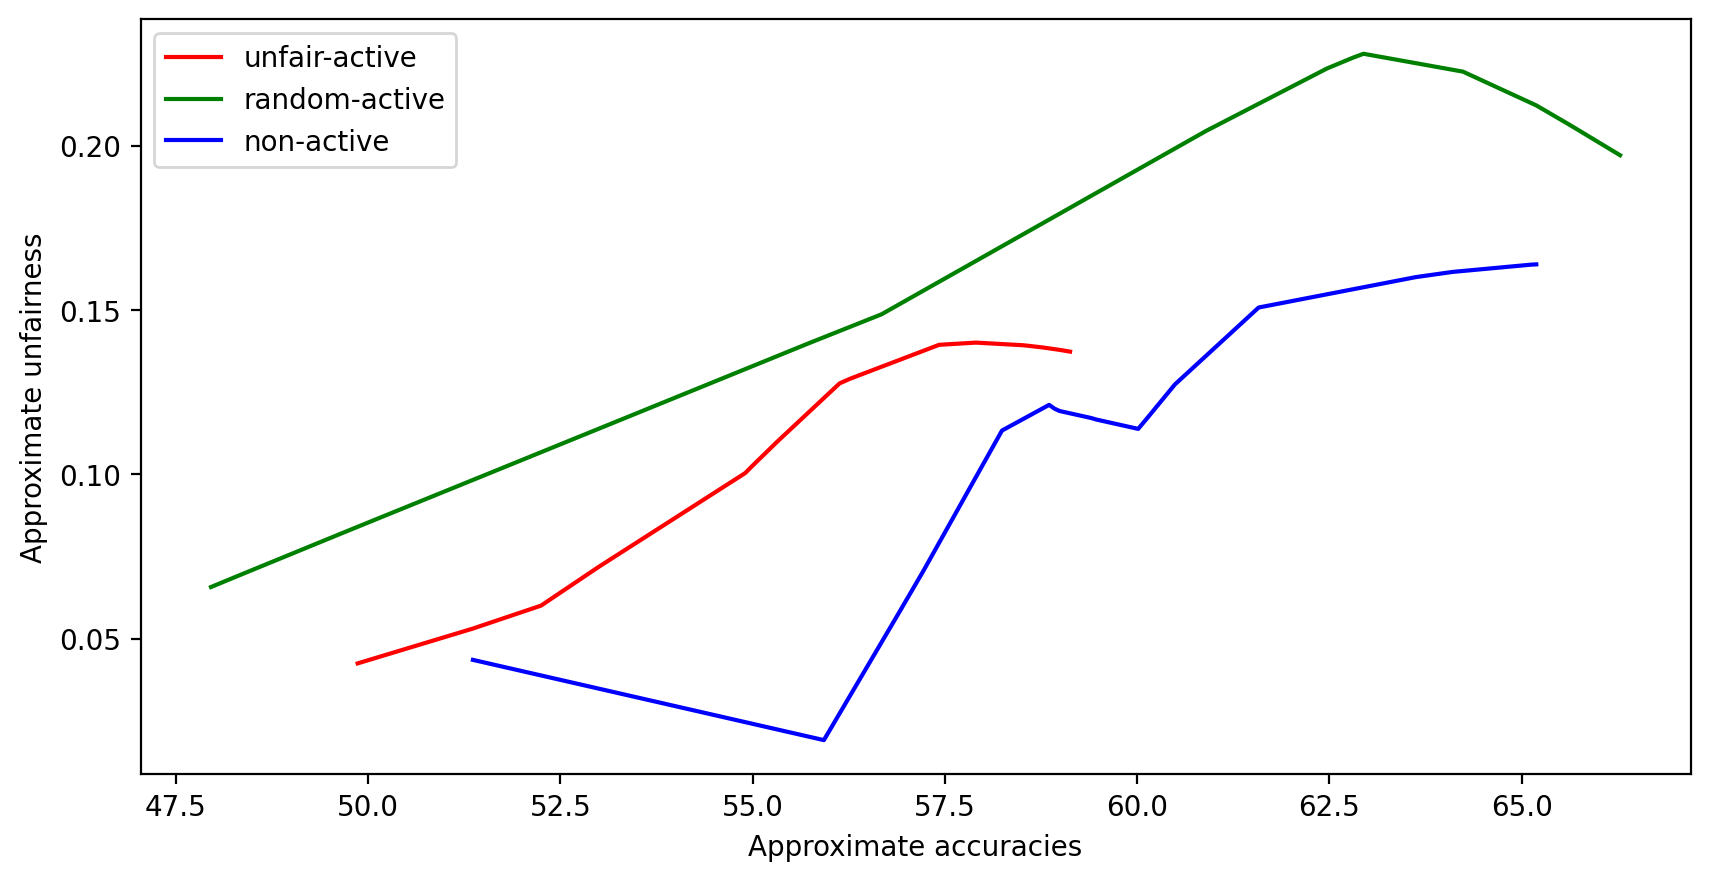 unfair-active
random-active
non-active
Approximate unfairness
0.20
0.15
0.10
0.05
47.5 50.0 52.5 55.0 57.5 60.0 62.5 65.0
Approximate accuracies